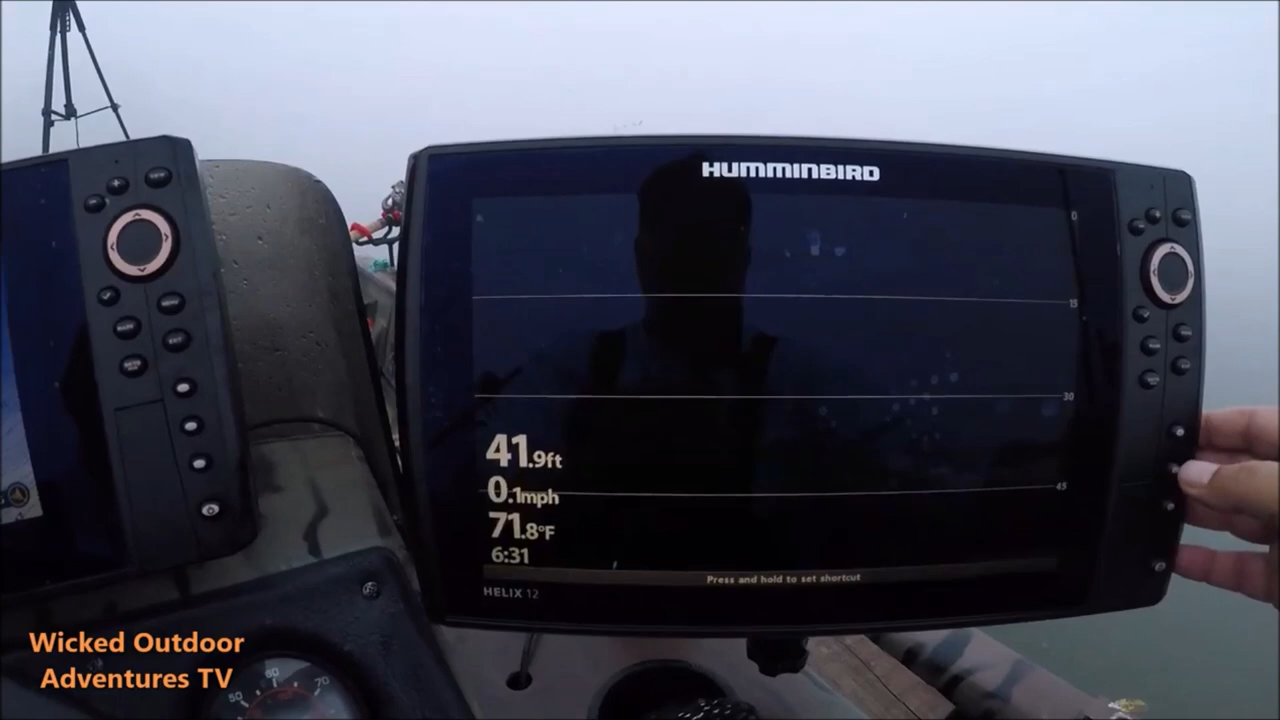 HUMMINBIRD
0
15
30
41.9ft
45
0.1mph
71.8°F
6:31
Press and hold to set shortcut
HELIX 12
Wicked Outdoor
Adventures TV
50 60 70